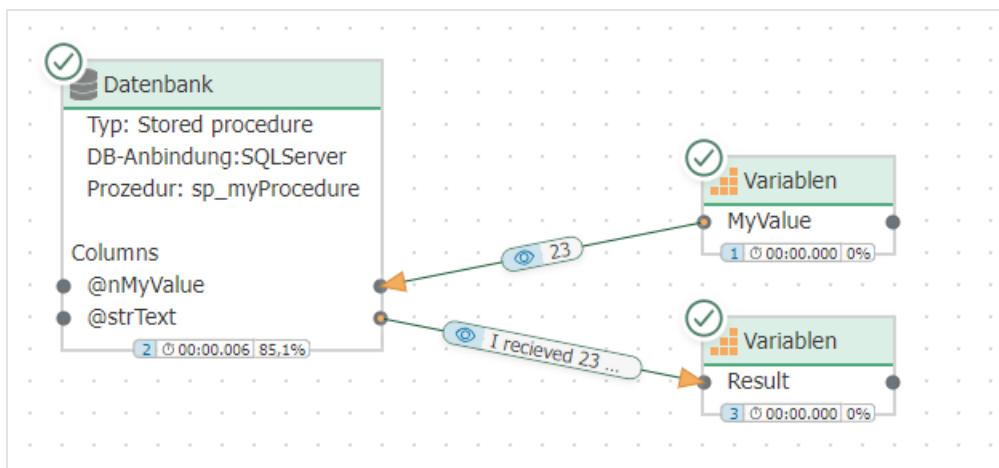 Datenbank
Typ: Stored procedure
DB-Anbindung:SQLServer
Prozedur: sp_myProcedure
Columns
@nMyValue
@strText
2 00:00.006 85,1%
23
I recieved 23 ...
Variablen
MyValue
1 00:00.000 0%
Variablen
Result
3 00:00.000 0%